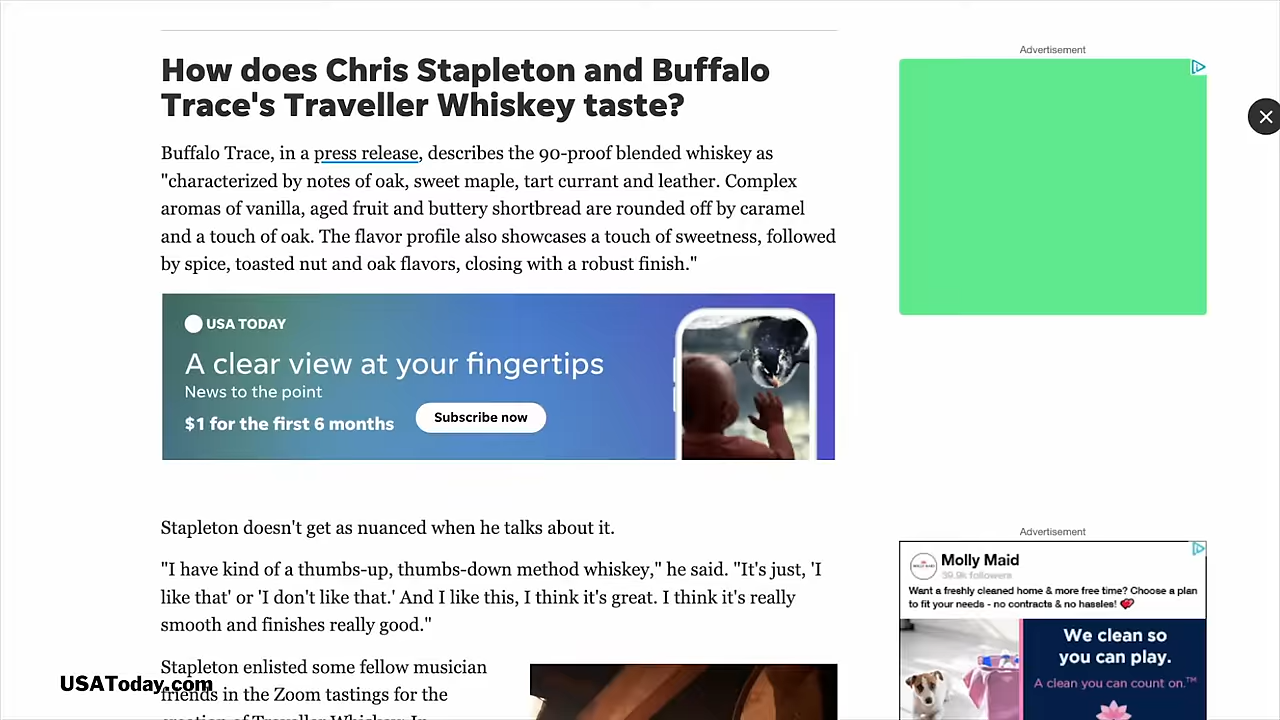 How does Chris Stapleton and Buffalo
Trace's Traveller Whiskey taste?
Buffalo Trace, in a press release, describes the 90-proof blended whiskey as
"characterized by notes of oak, sweet maple, tart currant and leather. Complex
aromas of vanilla, aged fruit and buttery shortbread are rounded off by caramel
and a touch of oak. The flavor profile also showcases a touch of sweetness, followed
by spice, toasted nut and oak flavors, closing with a robust finish."
USA TODAY
A clear view at your fingertips
News to the point
$1 for the first 6 months
Subscribe now
Stapleton doesn't get as nuanced when he talks about it.
"I have kind of a thumbs-up, thumbs-down method whiskey," he said. "It's just, 'I
like that' or 'I don't like that.' And I like this, I think it's great. I think it's really
smooth and finishes really good."
Stapleton enlisted some fellow musician
friends in the Zoom tastings for the
creation of Traveller Whiskey. In
USAToday.com
Advertisement
Advertisement
Molly Maid
39.9k followers
Want a freshly cleaned home & more free time? Choose a plan
to fit your needs - no contracts & no hassles!
We clean so
you can play.
A clean you can count on.™